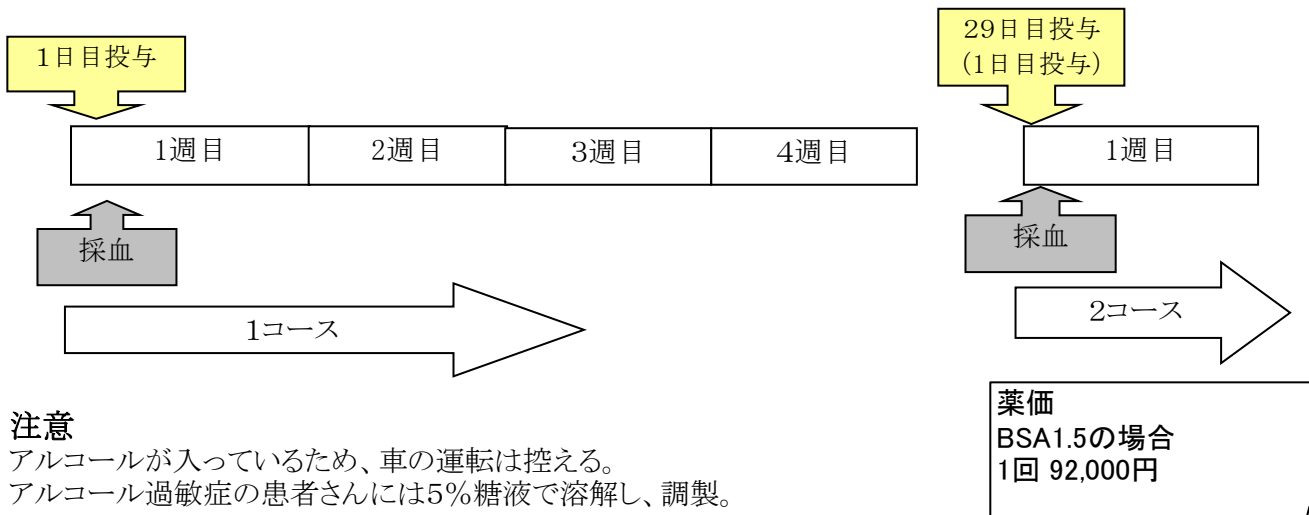 1日目投与
29日目投与
(1日目投与)
1週目
2週目
3週目
4週目
1週目
採血
採血
1コース
2コース
注意
アルコールが入っているため、車の運転は控える。
アルコール過敏症の患者さんには5%糖液で溶解し、調製。
薬価
BSA1.5の場合
1回 92,000円